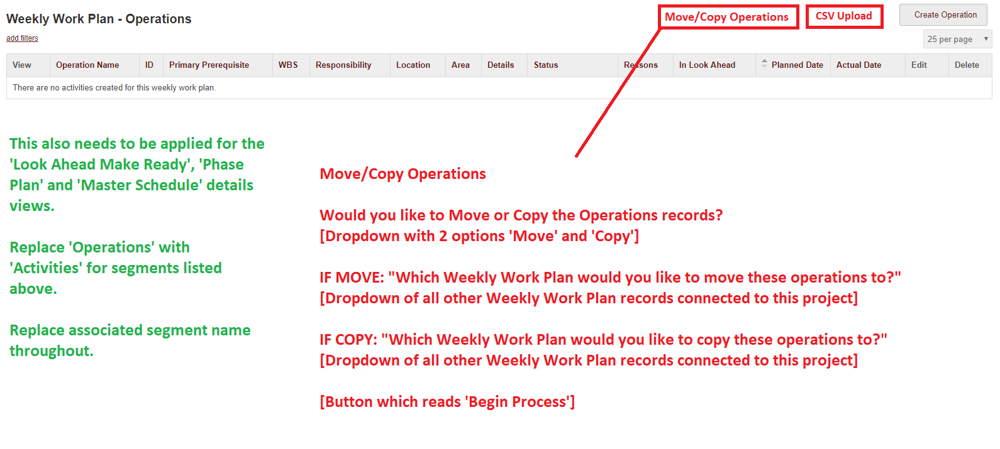 Weekly Work Plan - Operations
Move/Copy Operations
CSV Upload
Create Operation
add filters
25 per page
View Operation Name ID Primary Prerequisite WBS Responsibility Location Area Details Status Reasons In Look Ahead Planned Date Actual Date Edit Delete
There are no activities created for this weekly work plan.
This also needs to be applied for the
'Look Ahead Make Ready', 'Phase
Plan' and 'Master Schedule' details
views.
Replace 'Operations' with
'Activities' for segments listed
above.
Replace associated segment name
throughout.
Move/Copy Operations
Would you like to Move or Copy the Operations records?
[Dropdown with 2 options 'Move' and 'Copy']
IF MOVE: "Which Weekly Work Plan would you like to move these operations to?"
[Dropdown of all other Weekly Work Plan records connected to this project]
IF COPY: "Which Weekly Work Plan would you like to copy these operations to?"
[Dropdown of all other Weekly Work Plan records connected to this project]
[Button which reads 'Begin Process']